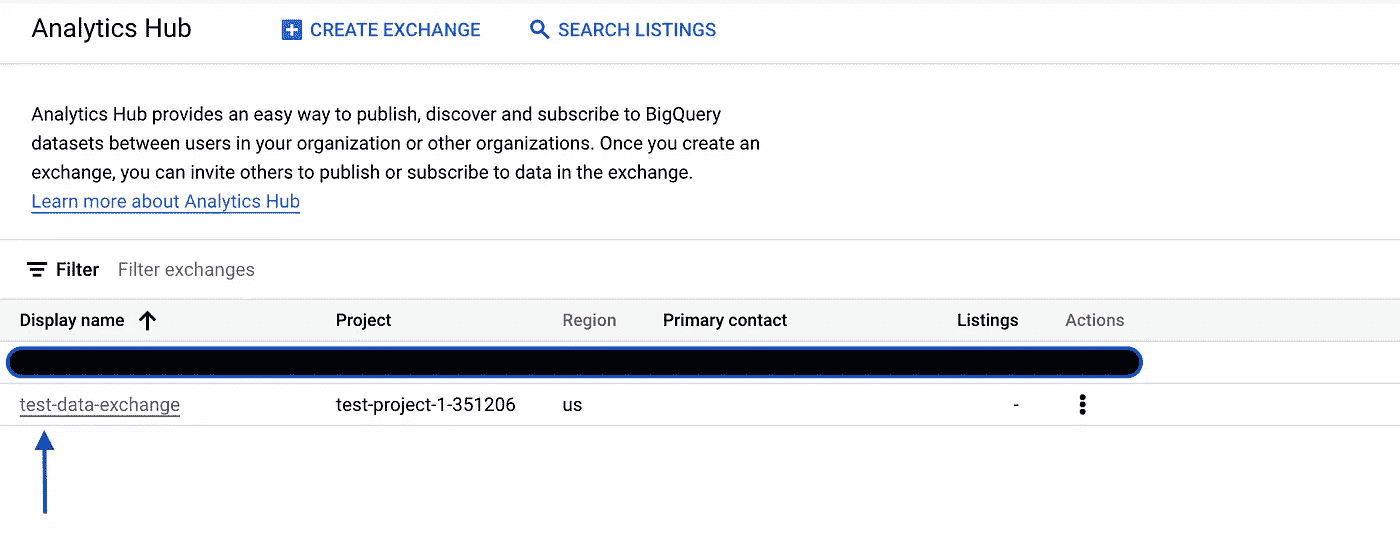 Analytics Hub CREATE EXCHANGE SEARCH LISTINGS
Analytics Hub provides an easy way to publish, discover and subscribe to BigQuery
datasets between users in your organization or other organizations. Once you create an
exchange, you can invite others to publish or subscribe to data in the exchange.
Learn more about Analytics Hub
Filter Filter exchanges
Display name Project Region Primary contact Listings Actions
test-data-exchange test-project-1-351206 us -